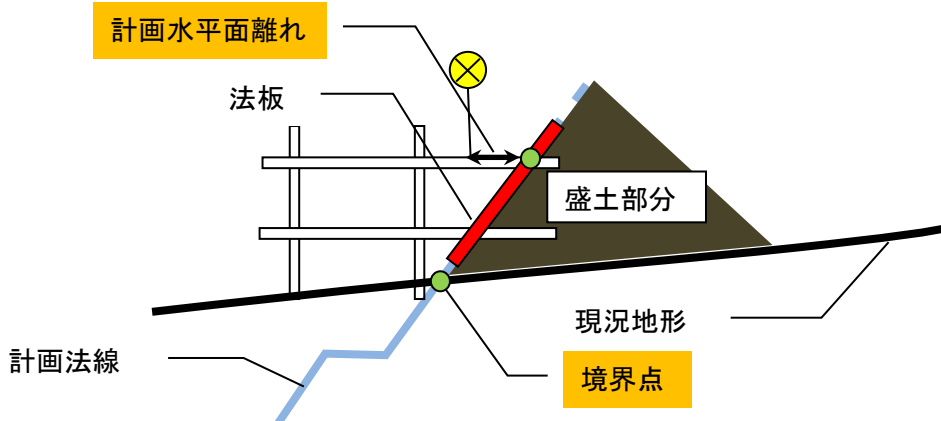 計画水平面離れ
法板
盛土部分
現況地形
計画法線
境界点